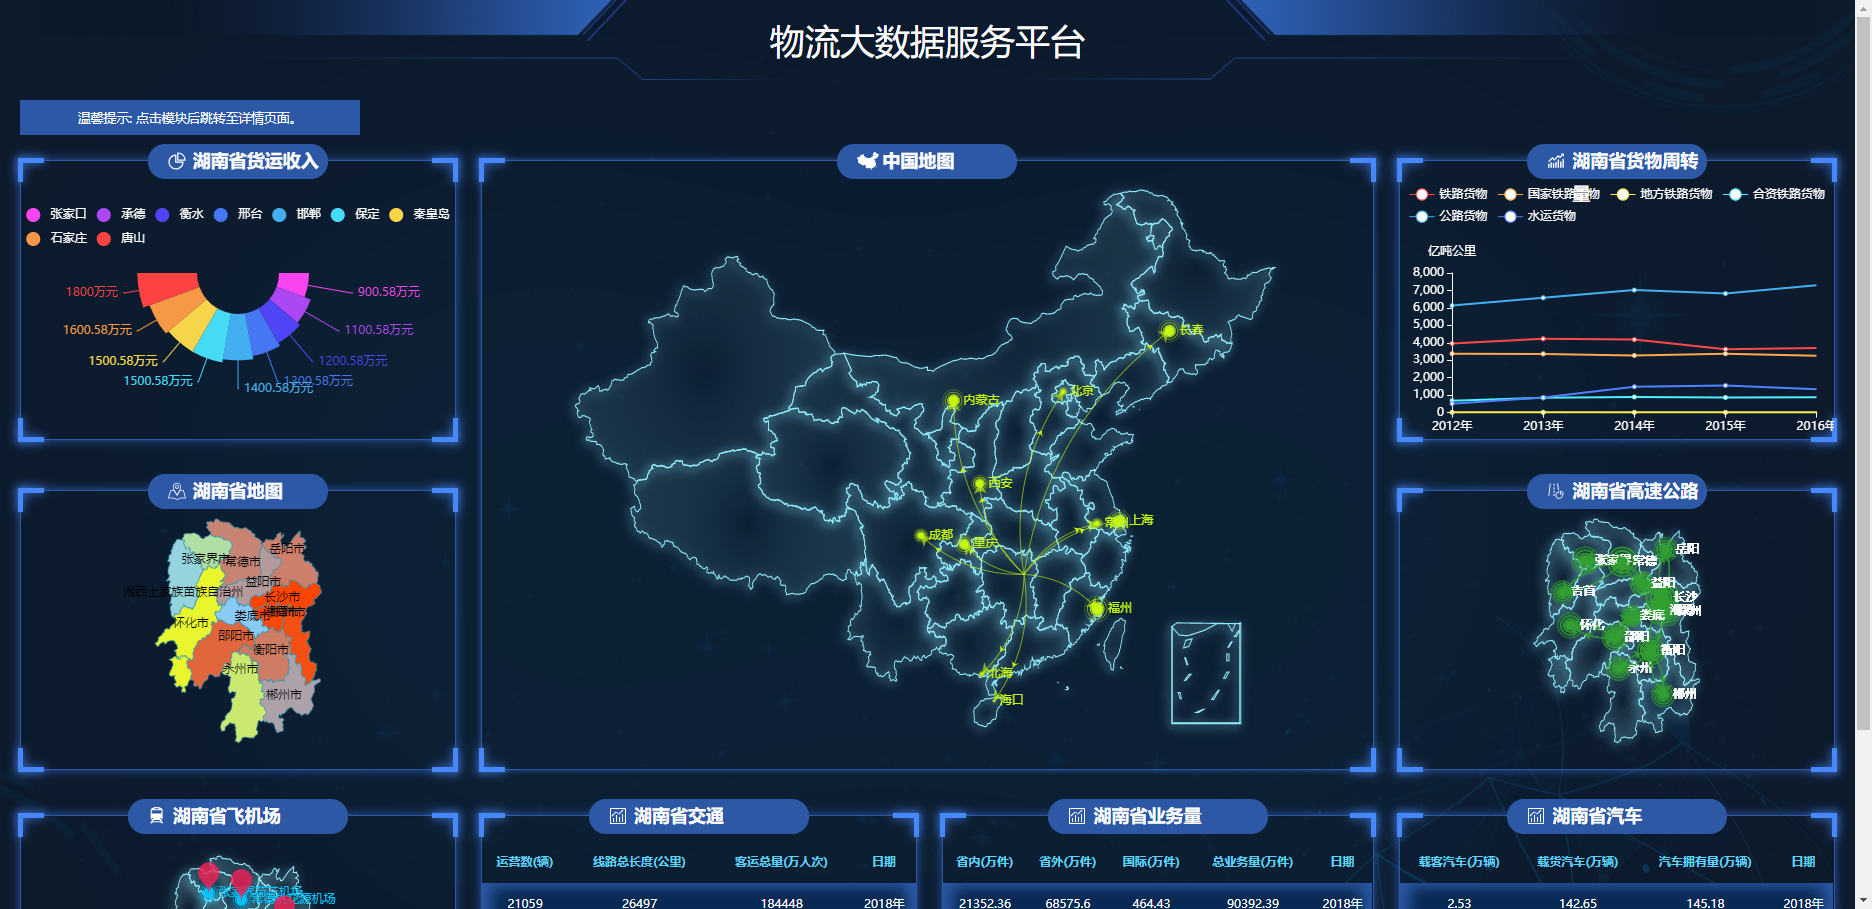 物流大数据服务平台
温馨提示: 点击模块后跳转至详情页面。
湖南省货运收入
张家口 承德 衡水 邢台 邯郸 保定 秦皇岛
石家庄 唐山
1800万元
900.58万元
1600.58万元
1100.58万元
1500.58万元
1200.58万元
1500.58万元
1300.58万元
1400.58万元
中国地图
长春
内蒙古
北京
西安
常州
上海
成都
重庆
福州
北海
海口
湖南省货物周转量
铁路货物 国家铁路货物 地方铁路货物 合资铁路货物
公路货物 水运货物
亿吨公里
8,000
7,000
6,000
5,000
4,000
3,000
2,000
1,000
0
2012年 2013年 2014年 2015年 2016年
湖南省地图
岳阳市
张家界市
常德市
益阳市
湘西土家族苗族自治州
长沙市
娄底市
怀化市
邵阳市
衡阳市
永州市
郴州市
湖南省高速公路
岳阳
张家界
常德
益阳
吉首
长沙
娄底
怀化
邵阳
衡阳
永州
郴州
湖南省飞机场
张家界荷花机场
常德桃花源机场
湖南省交通
运营数(辆) 线路总长度(公里) 客运总量(万人次) 日期
21059 26497 184448 2018年
湖南省业务量
省内(万件) 省外(万件) 国际(万件) 总业务量(万件) 日期
21352.36 68575.6 464.43 90392.39 2018年
湖南省汽车
载客汽车(万辆) 载货汽车(万辆) 汽车拥有量(万辆) 日期
2.53 142.65 145.18 2018年